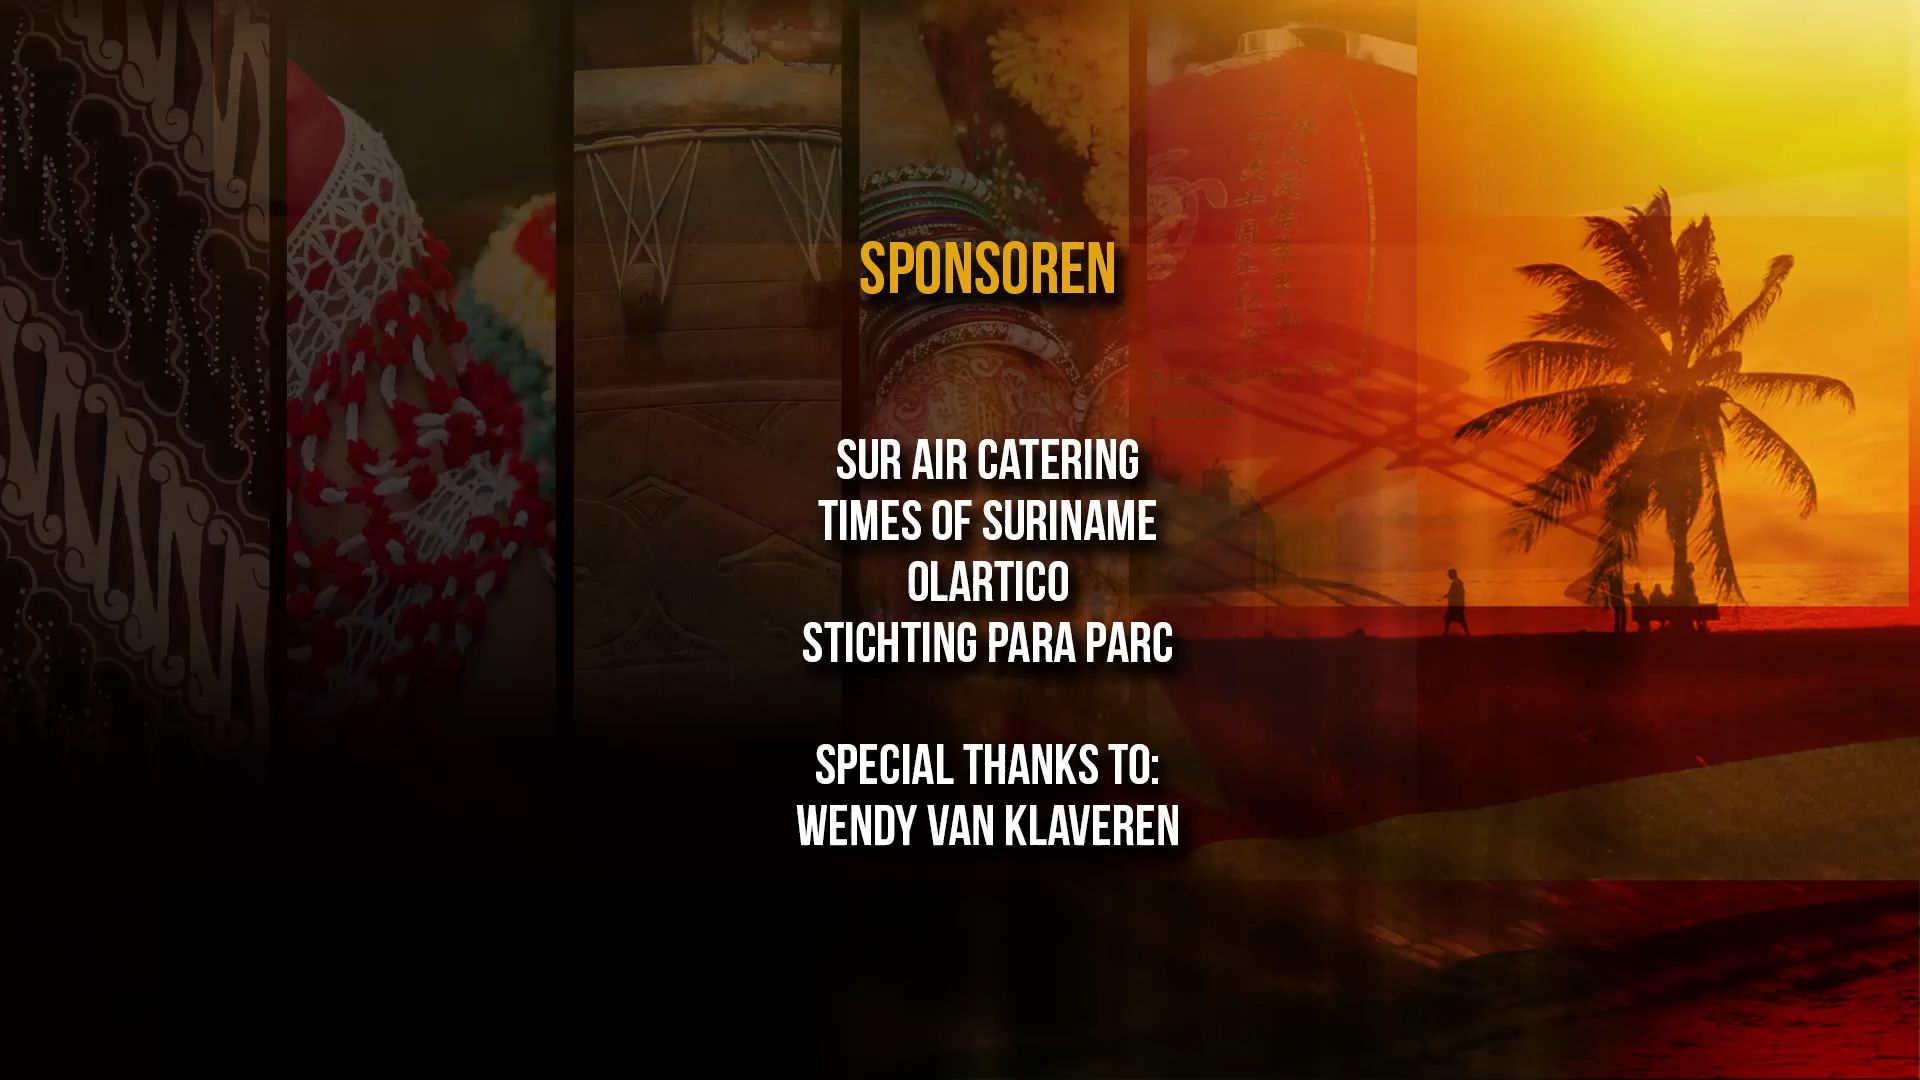 SPONSOREN
SUR AIR CATERING
TIMES OF SURINAME
OLARTICO
STICHTING PARA PARC
SPECIAL THANKS TO:
WENDY VAN KLAVEREN